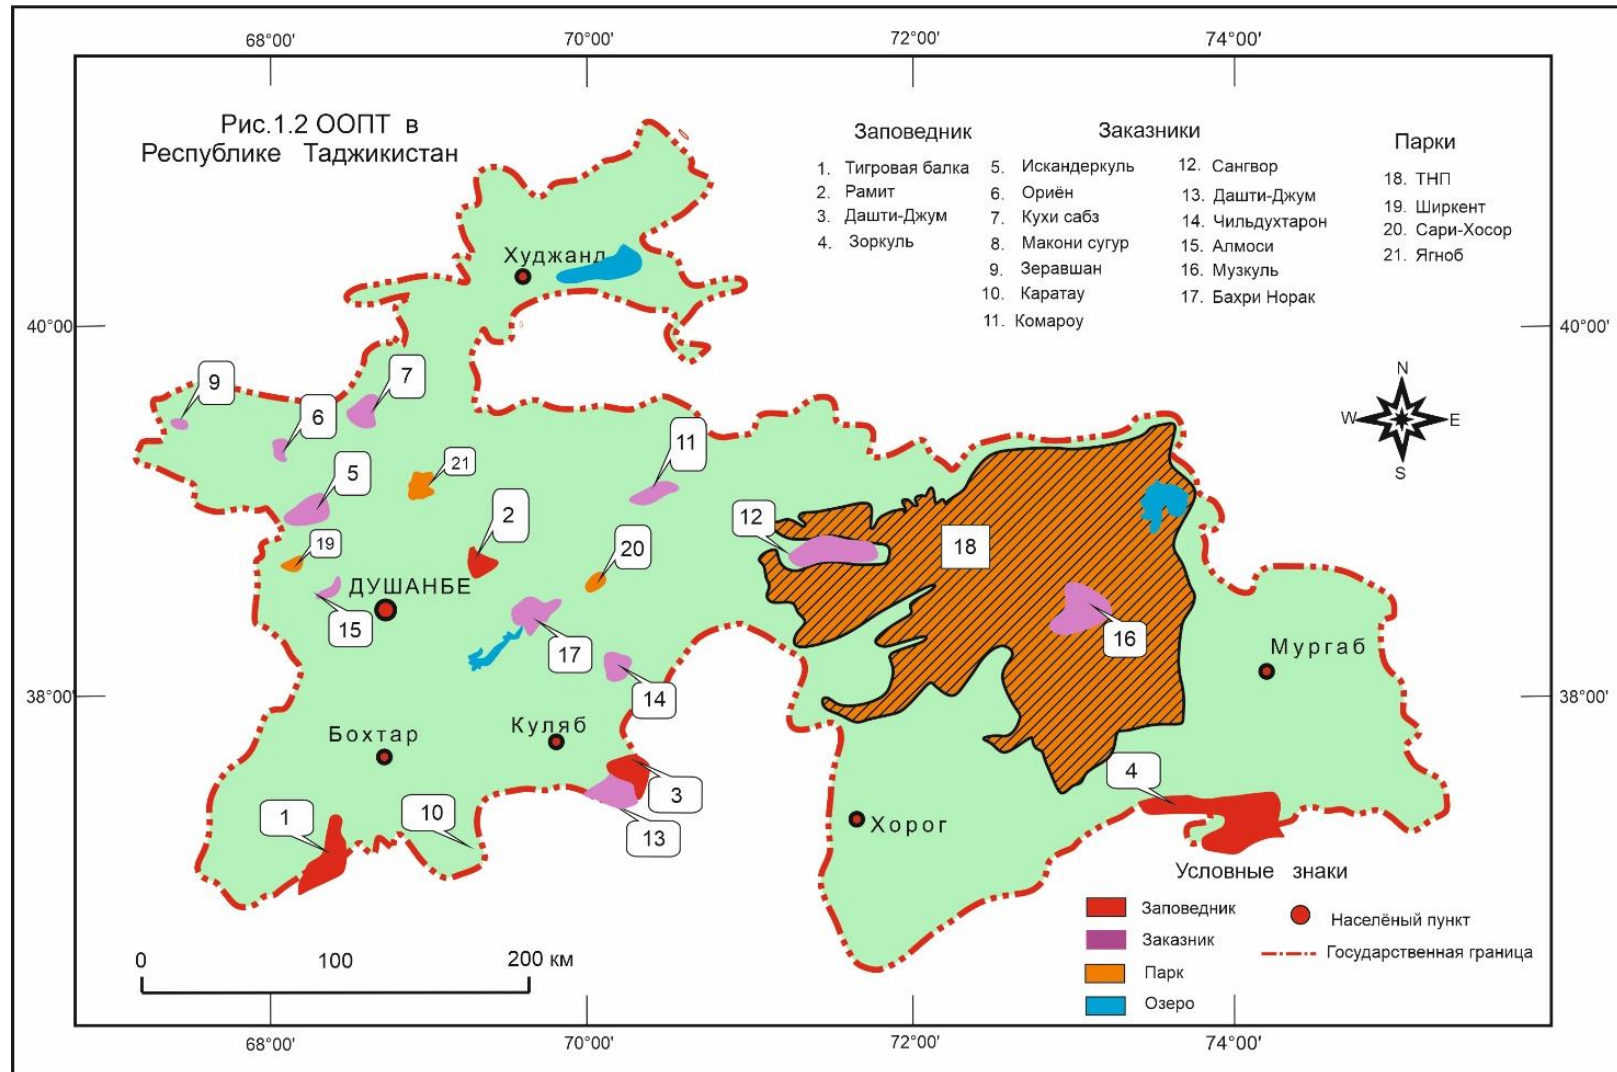 68°00'
70°00'
72°00'
74°00'
Рис.1.2 ООПТ в
Республике Таджикистан
Заповедник
1. Тигровая балка
2. Рамит
3. Дашти-Джум
4. Зоркуль
Заказники
5. Искандеркуль
6. Ориён
7. Кухи сабз
8. Макони сугур
9. Зеравшан
10. Каратау
11. Комароу
12. Сангвор
13. Дашти-Джум
14. Чильдухтарон
15. Алмоси
16. Музкуль
17. Бахри Норак
Парки
18. ТНП
19. Ширкент
20. Сари-Хосор
21. Ягноб
Худжанд
40°00'
40°00'
N
W
E
S
9
7
6
11
21
5
2
12
19
20
18
ДУШАНБЕ
15
17
16
Мургаб
14
38°00'
38°00'
Куляб
Бохтар
4
3
1
10
13
Хорог
Условные знаки
Заповедник
Заказник
Парк
Озеро
Населёный пункт
Государственная граница
0
100
200 км
68°00'
70°00'
72°00'
74°00'